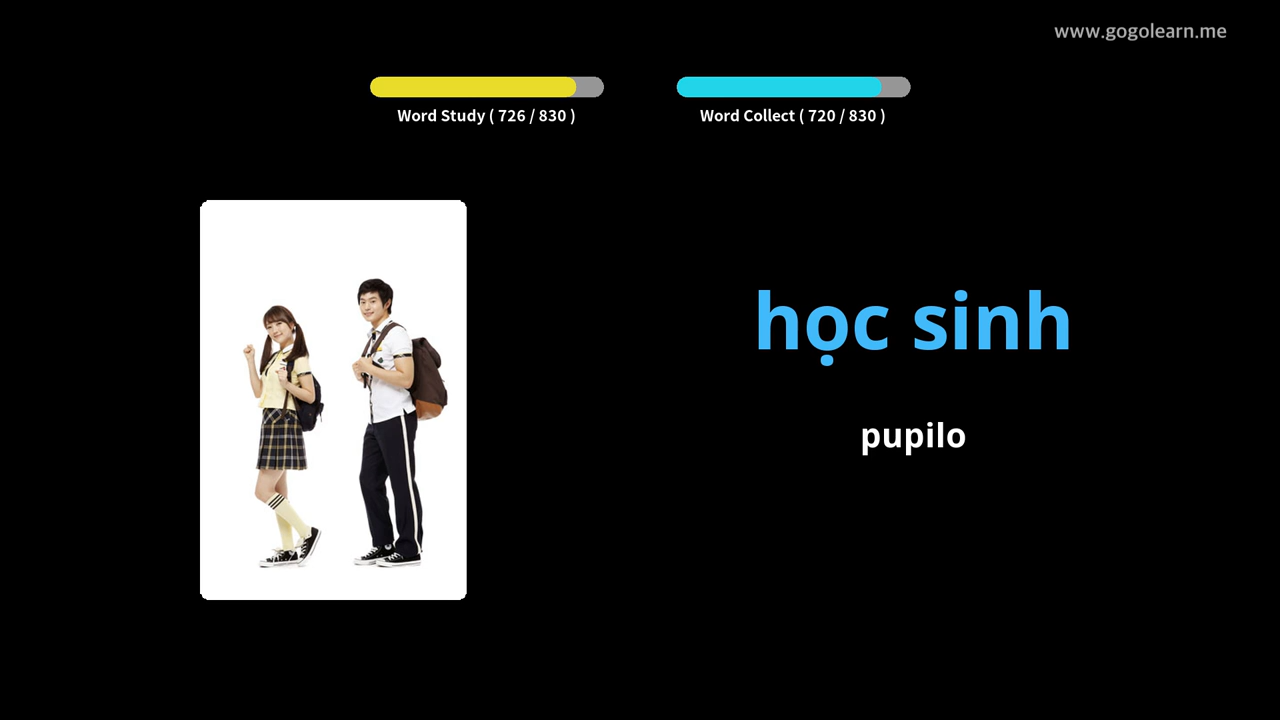 www.gogolearn.me
Word Study ( 726 / 830 )
Word Collect ( 720 / 830 )
học sinh
pupilo